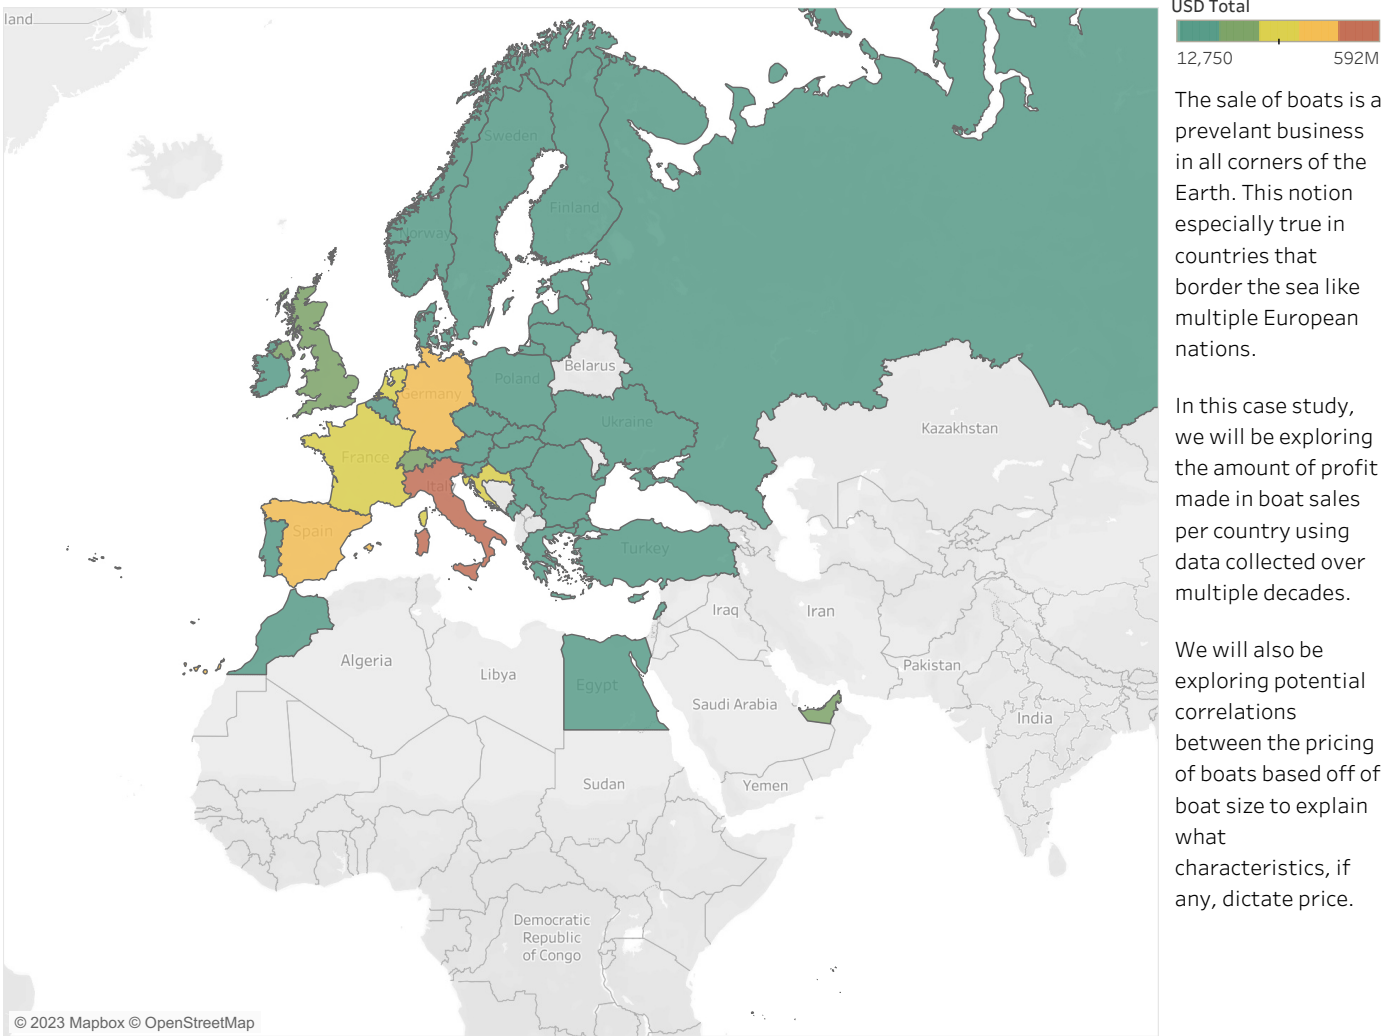 land
Sweden
Finland
Norway
Belarus
Poland
Germany
Ukraine
Kazakhstan
France
Italy
Spain
Turkey
Iraq
Iran
Algeria
Libya
Egypt
Pakistan
Saudi Arabia
India
Sudan
Yemen
Democratic
Republic
of Congo
© 2023 Mapbox © OpenStreetMap
USD Total
12,750 592M
The sale of boats is a
prevelant business
in all corners of the
Earth. This notion
especially true in
countries that
border the sea like
multiple European
nations.
In this case study,
we will be exploring
the amount of profit
made in boat sales
per country using
data collected over
multiple decades.
We will also be
exploring potential
correlations
between the pricing
of boats based off of
boat size to explain
what
characteristics, if
any, dictate price.